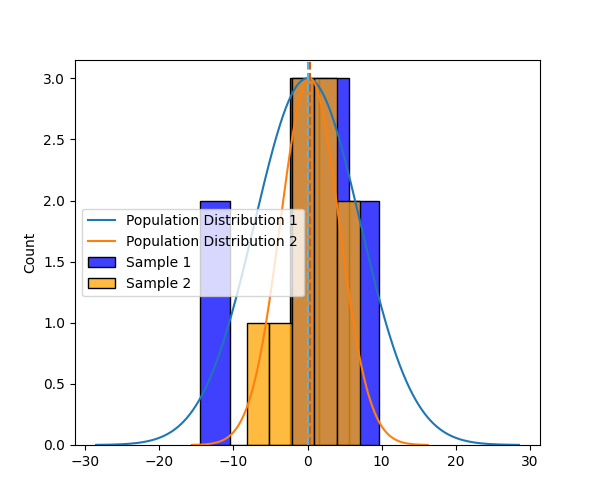 3.0
2.5
2.0
1.5
1.0
0.5
0.0
Count
Population Distribution 1
Population Distribution 2
Sample 1
Sample 2
−30
−20
−10
0
10
20
30